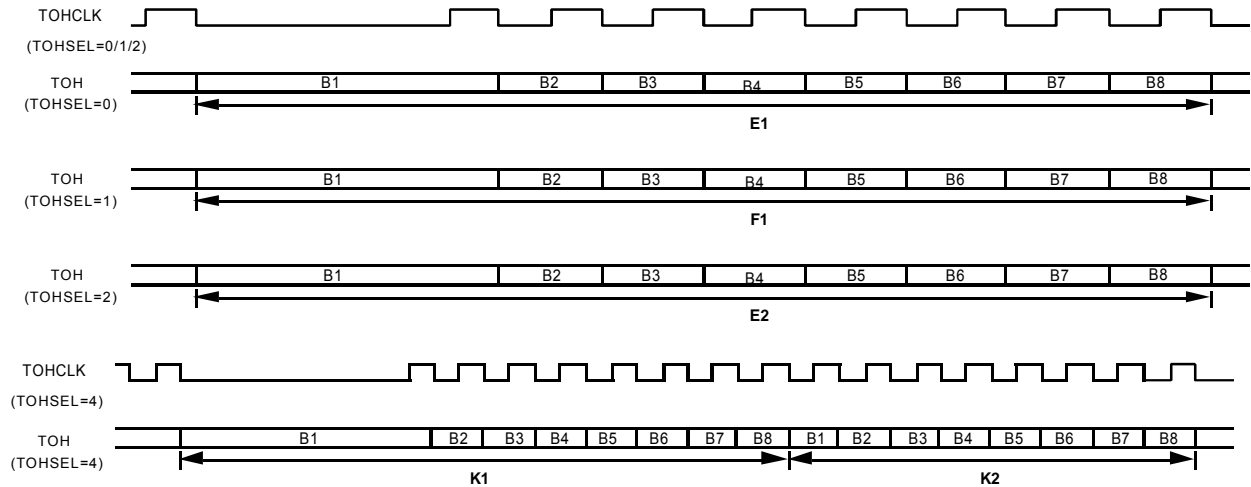 TOHCLK
(TOHSEL=0/1/2)
TOH B1 B2 B3 B4 B5 B6 B7 B8
(TOHSEL=0)
E1
TOH B1 B2 B3 B4 B5 B6 B7 B8
(TOHSEL=1)
F1
TOH B1 B2 B3 B4 B5 B6 B7 B8
(TOHSEL=2)
E2
TOHCLK
(TOHSEL=4)
TOH B1 B2 B3 B4 B5 B6 B7 B8 B1 B2 B3 B4 B5 B6 B7 B8
(TOHSEL=4)
K1 K2